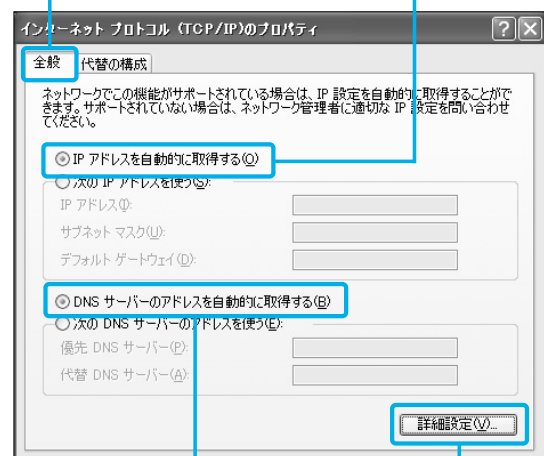 インターネット プロトコル (TCP/IP)のプロパティ
全般
代替の構成
ネットワークでこの機能がサポートされている場合は、IP 設定を自動的に取得することがで
きます。サポートされていない場合は、ネットワーク管理者に適切な IP 設定を問い合わせ
てください。
IP アドレスを自動的に取得する(O)
次の IP アドレスを使う(S):
IP アドレス(I):
サブネット マスク(U):
デフォルト ゲートウェイ(D):
DNS サーバーのアドレスを自動的に取得する(B)
次の DNS サーバーのアドレスを使う(E):
優先 DNS サーバー(P):
代替 DNS サーバー(A):
詳細設定(V)...